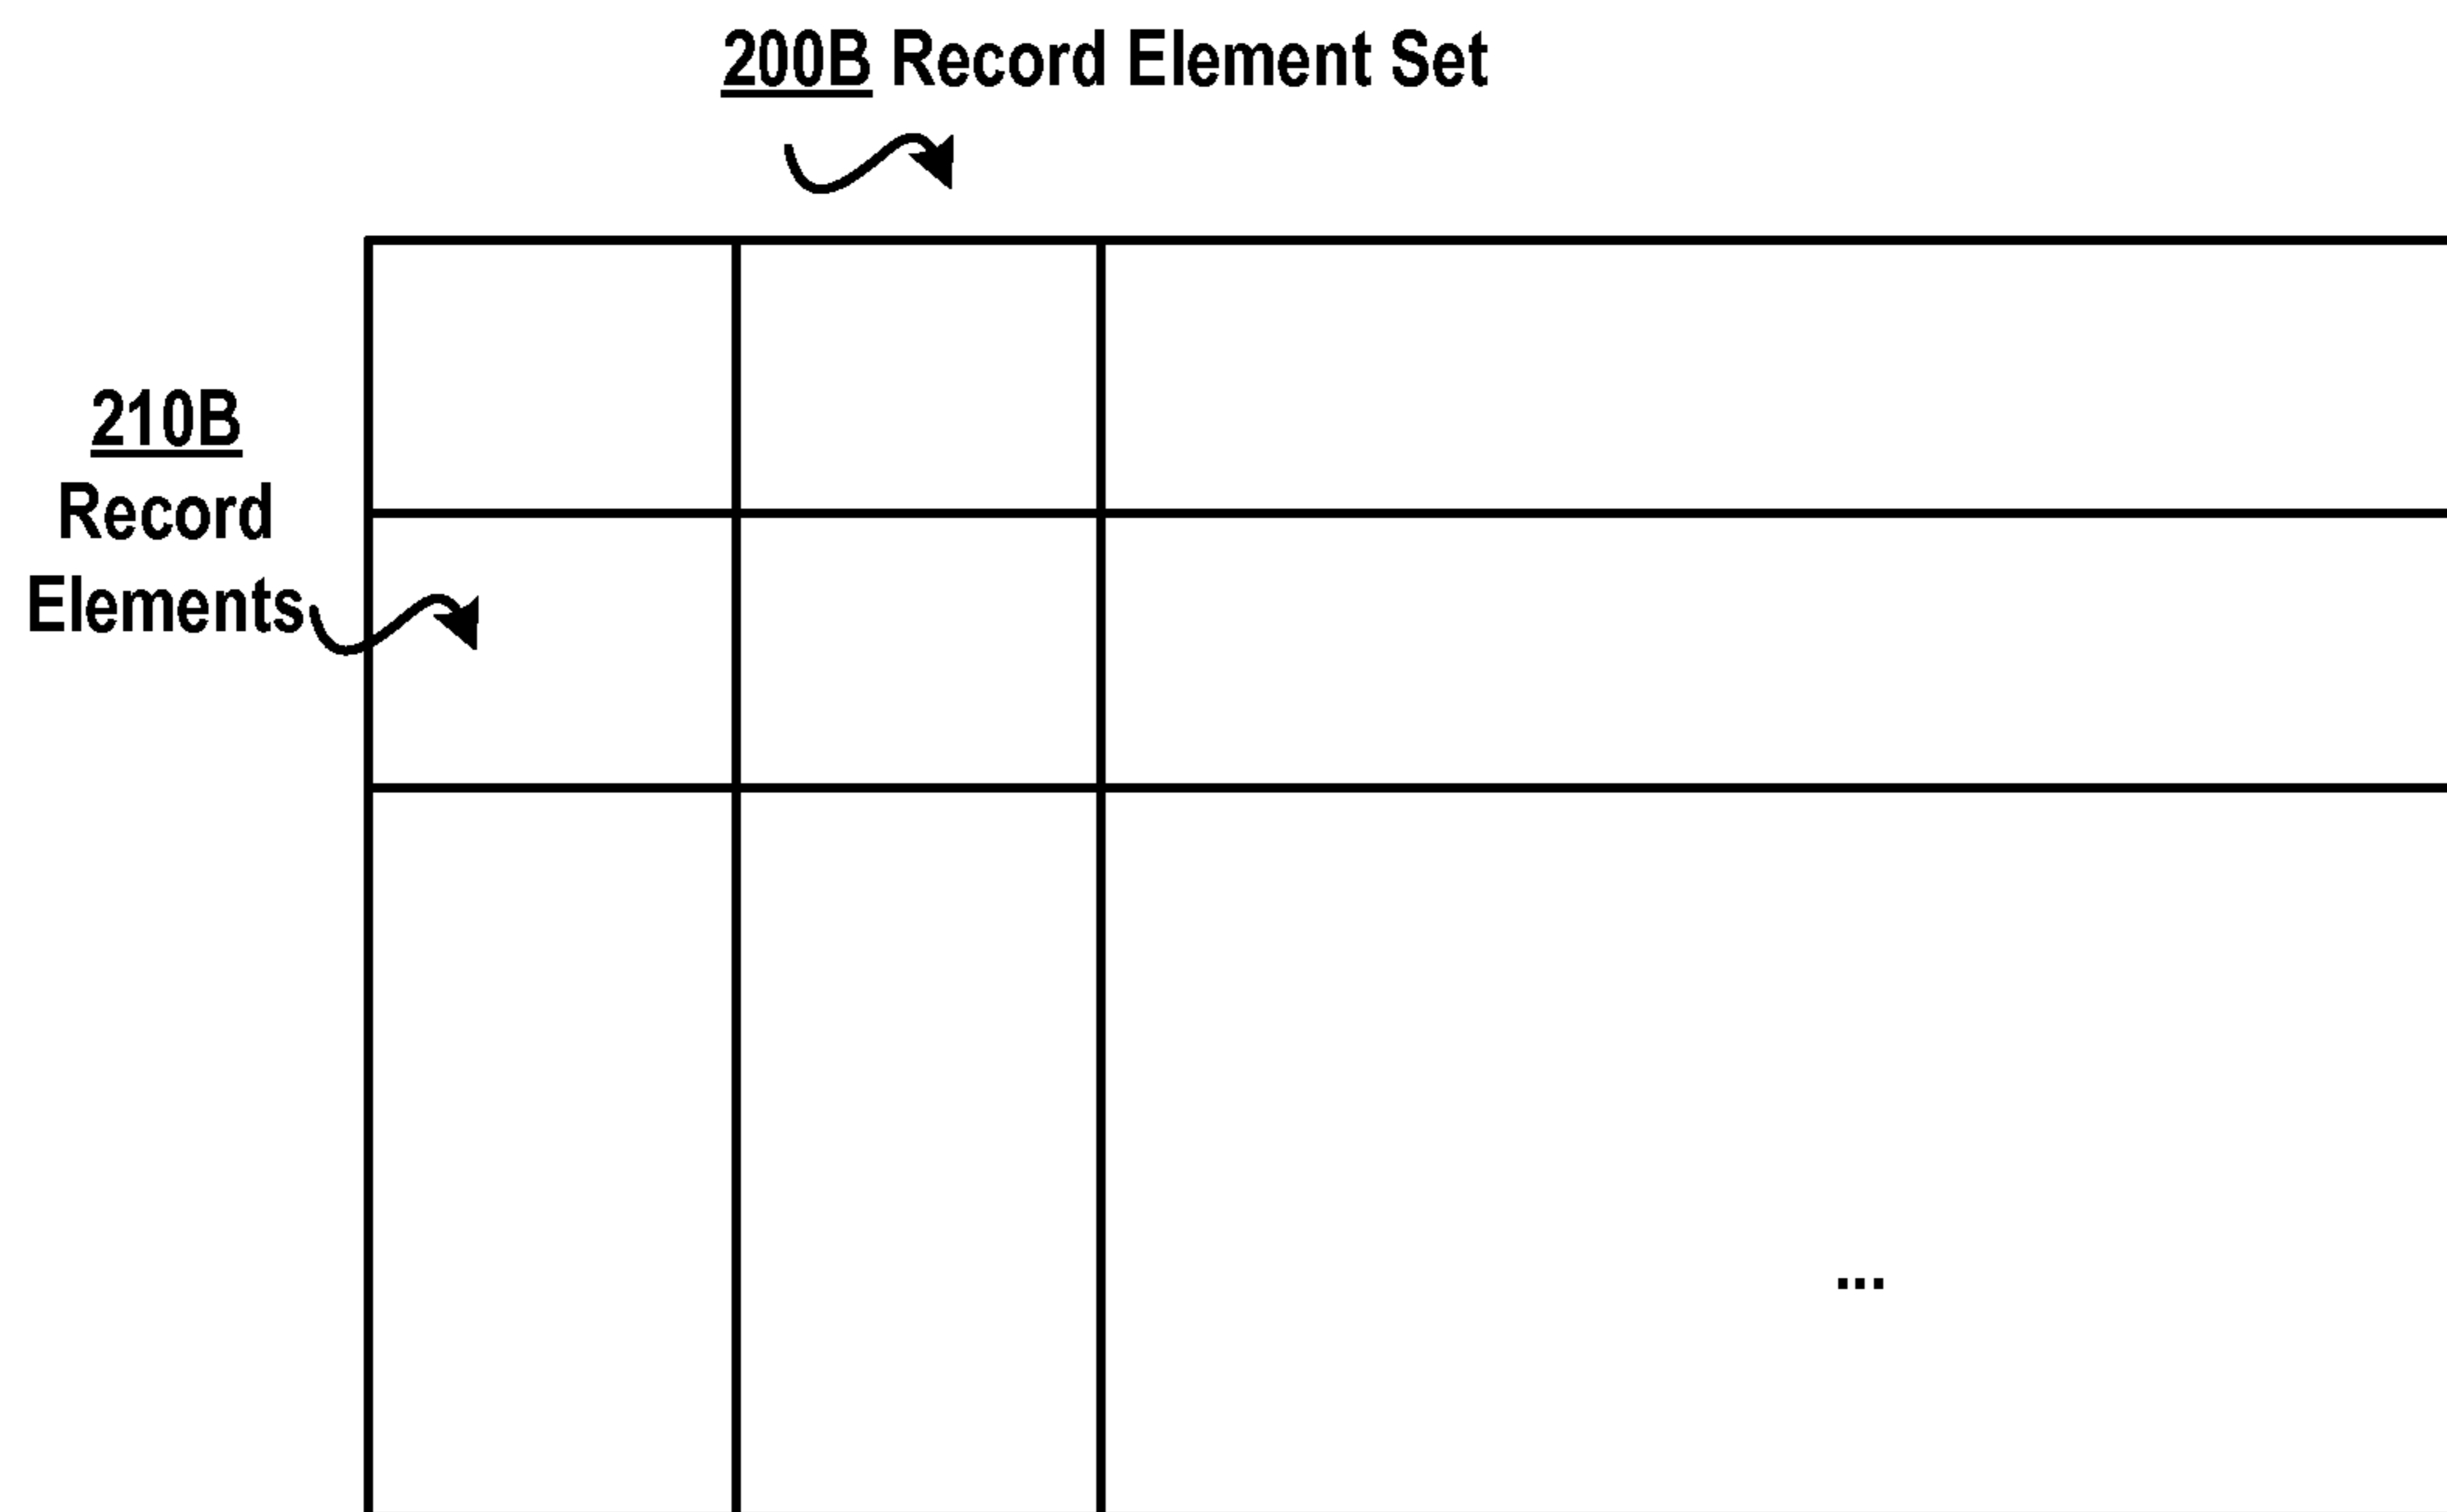 200B Record Element Set
210B
Record
Elements
...